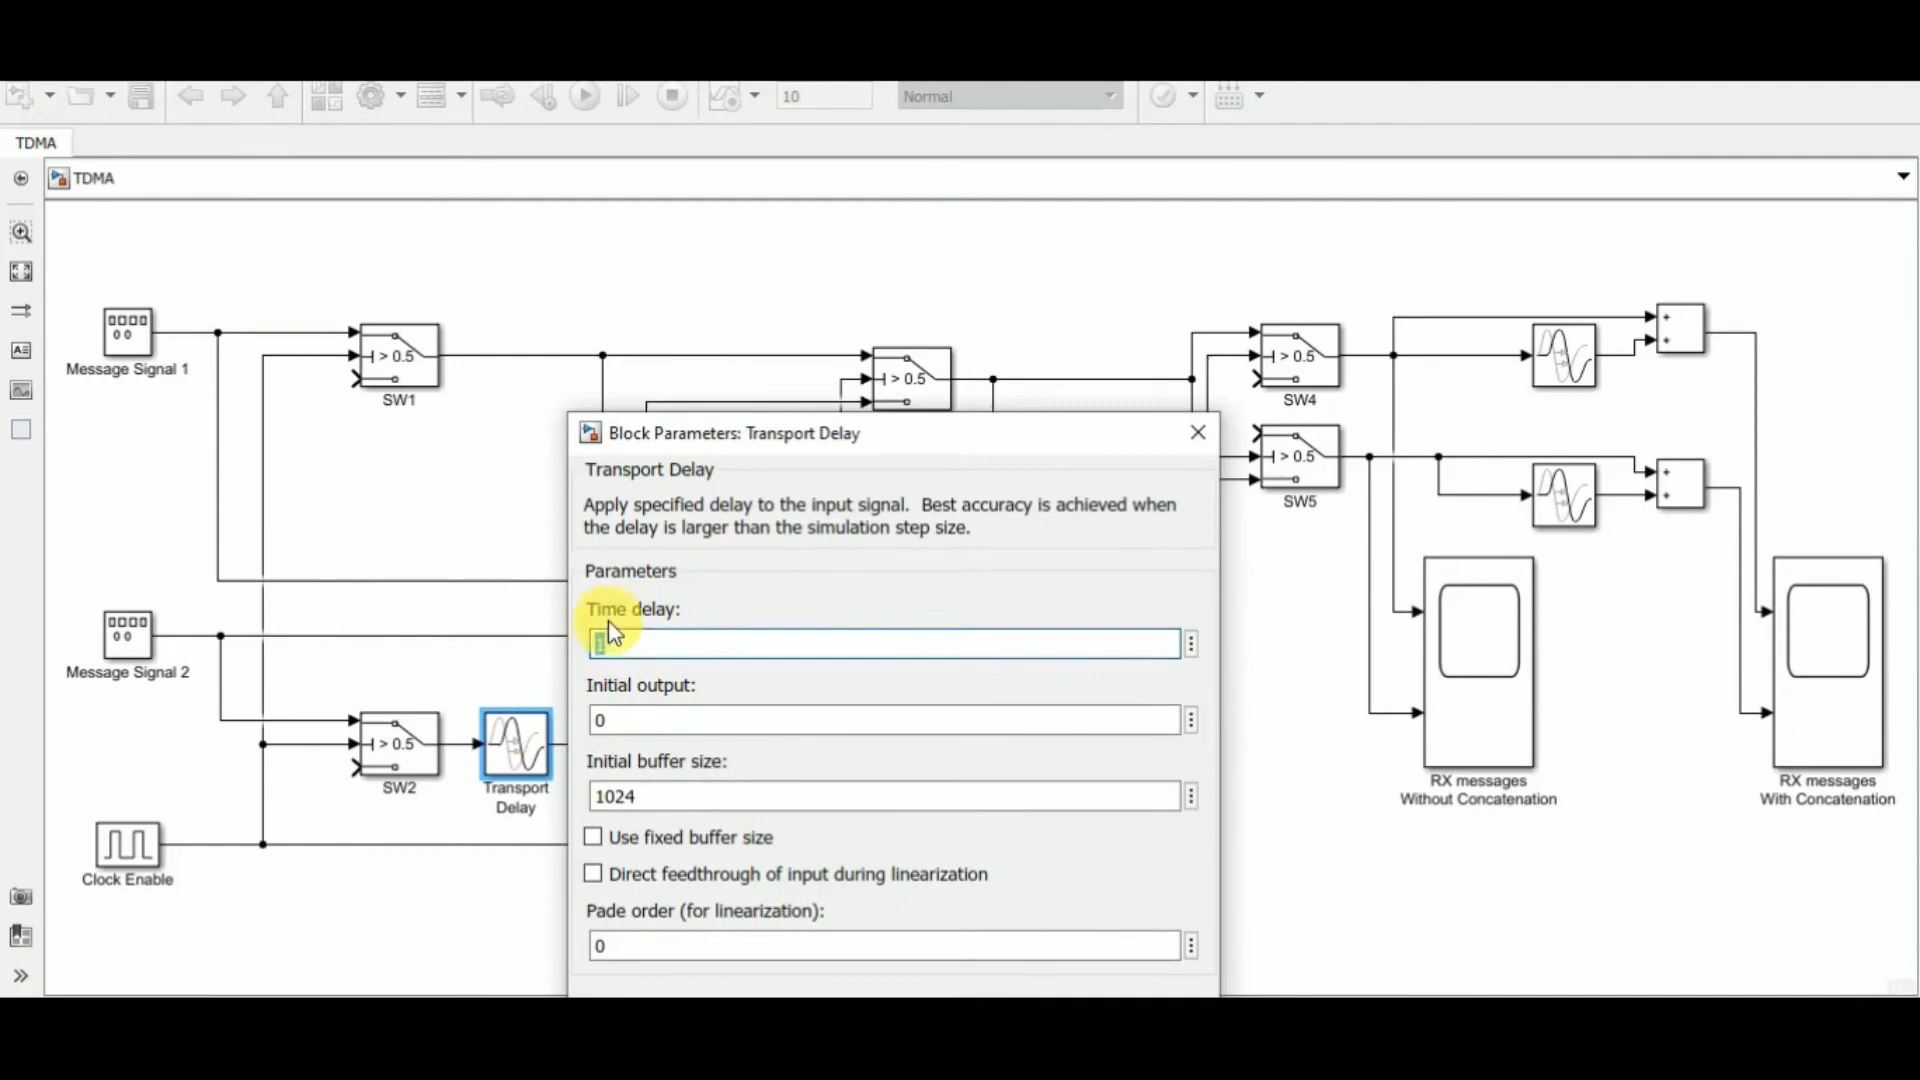 10
Normal
TDMA
TDMA
Message Signal 1
> 0.5
SW1
> 0.5
> 0.5
SW4
> 0.5
SW5
Block Parameters: Transport Delay
Transport Delay
Apply specified delay to the input signal.  Best accuracy is achieved when
the delay is larger than the simulation step size.
Parameters
Time delay:
1
Initial output:
0
Initial buffer size:
1024
Use fixed buffer size
Direct feedthrough of input during linearization
Pade order (for linearization):
0
Message Signal 2
> 0.5
SW2
Transport
Delay
Clock Enable
RX messages
Without Concatenation
RX messages
With Concatenation